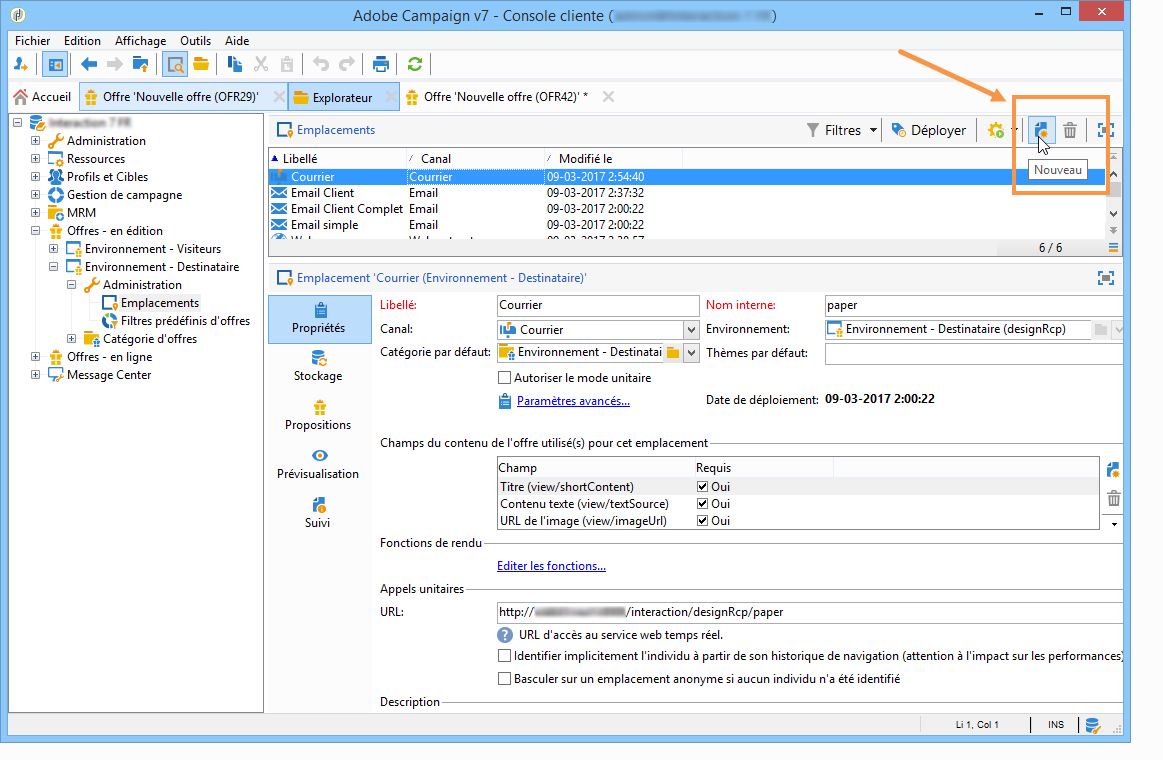 Adobe Campaign v7 - Console cliente (
Fichier Edition Affichage Outils Aide
Accueil Offre 'Nouvelle offre (OFR29)' Explorateur Offre 'Nouvelle offre (OFR42)' *
Administration
Ressources
Profils et Cibles
Gestion de campagne
MRM
Offres - en édition
Environnement - Visiteurs
Environnement - Destinataire
Administration
Emplacements
Filtres prédéfinis d'offres
Catégorie d'offres
Offres - en ligne
Message Center
Emplacements Filtres Déployer
Nouveau
Libellé Canal Modifié le
Courrier Courrier 09-03-2017 2:54:40
Email Client Email 09-03-2017 2:37:32
Email Client Complet Email 09-03-2017 2:00:22
Email simple Email 09-03-2017 2:00:22
6 / 6
Emplacement 'Courrier (Environnement - Destinataire)'
Propriétés
Stockage
Propositions
Prévisualisation
Suivi
Libellé: Courrier Nom interne: paper
Canal: Courrier Environnement: Environnement - Destinataire (designRcp)
Catégorie par défaut: Environnement - Destinatai Thèmes par défaut:
Autoriser le mode unitaire
Paramètres avancés... Date de déploiement: 09-03-2017 2:00:22
Champs du contenu de l'offre utilisé(s) pour cet emplacement
Champ Requis
Titre (view/shortContent) Oui
Contenu texte (view/textSource) Oui
URL de l'image (view/imageUrl) Oui
Fonctions de rendu
Editer les fonctions...
Appels unitaires
URL: http:// /interaction/designRcp/paper
URL d'accès au service web temps réel.
Identifier implicitement l'individu à partir de son historique de navigation (attention à l'impact sur les performances)
Basculer sur un emplacement anonyme si aucun individu n'a été identifié
Description
Li 1, Col 1 INS